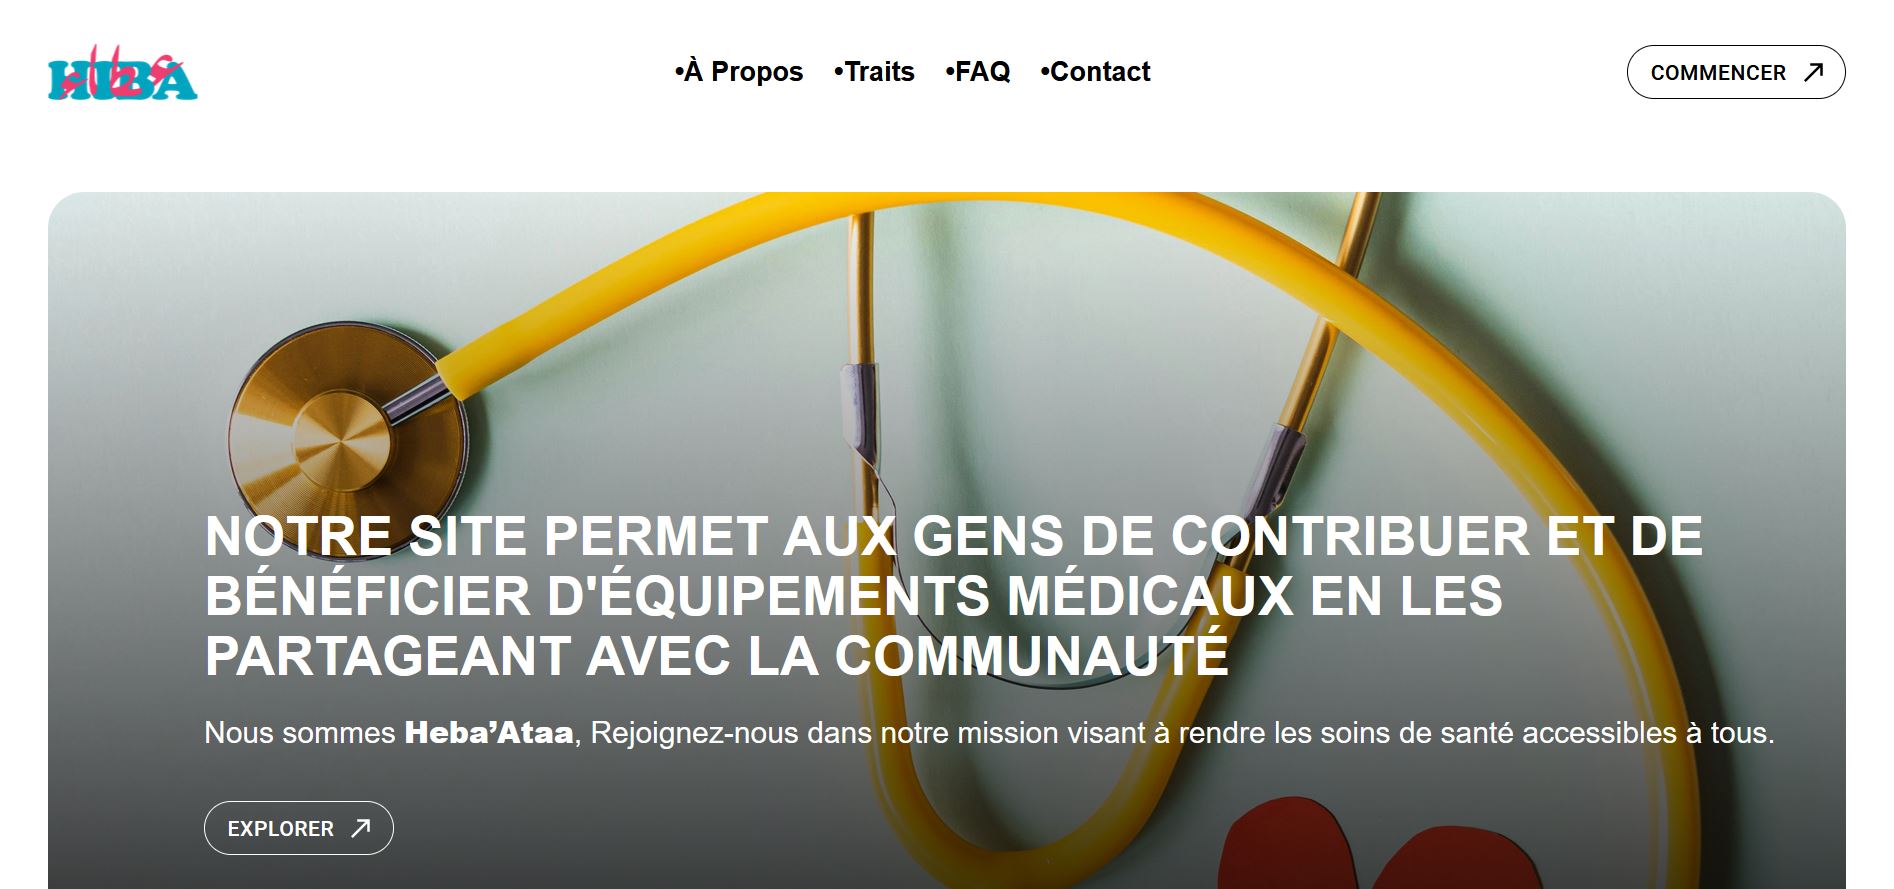 HIBA
•À Propos •Traits •FAQ •Contact
COMMENCER
NOTRE SITE PERMET AUX GENS DE CONTRIBUER ET DE
BÉNÉFICIER D'ÉQUIPEMENTS MÉDICAUX EN LES
PARTAGEANT AVEC LA COMMUNAUTÉ
Nous sommes Heba’Ataa, Rejoignez-nous dans notre mission visant à rendre les soins de santé accessibles à tous.
EXPLORER